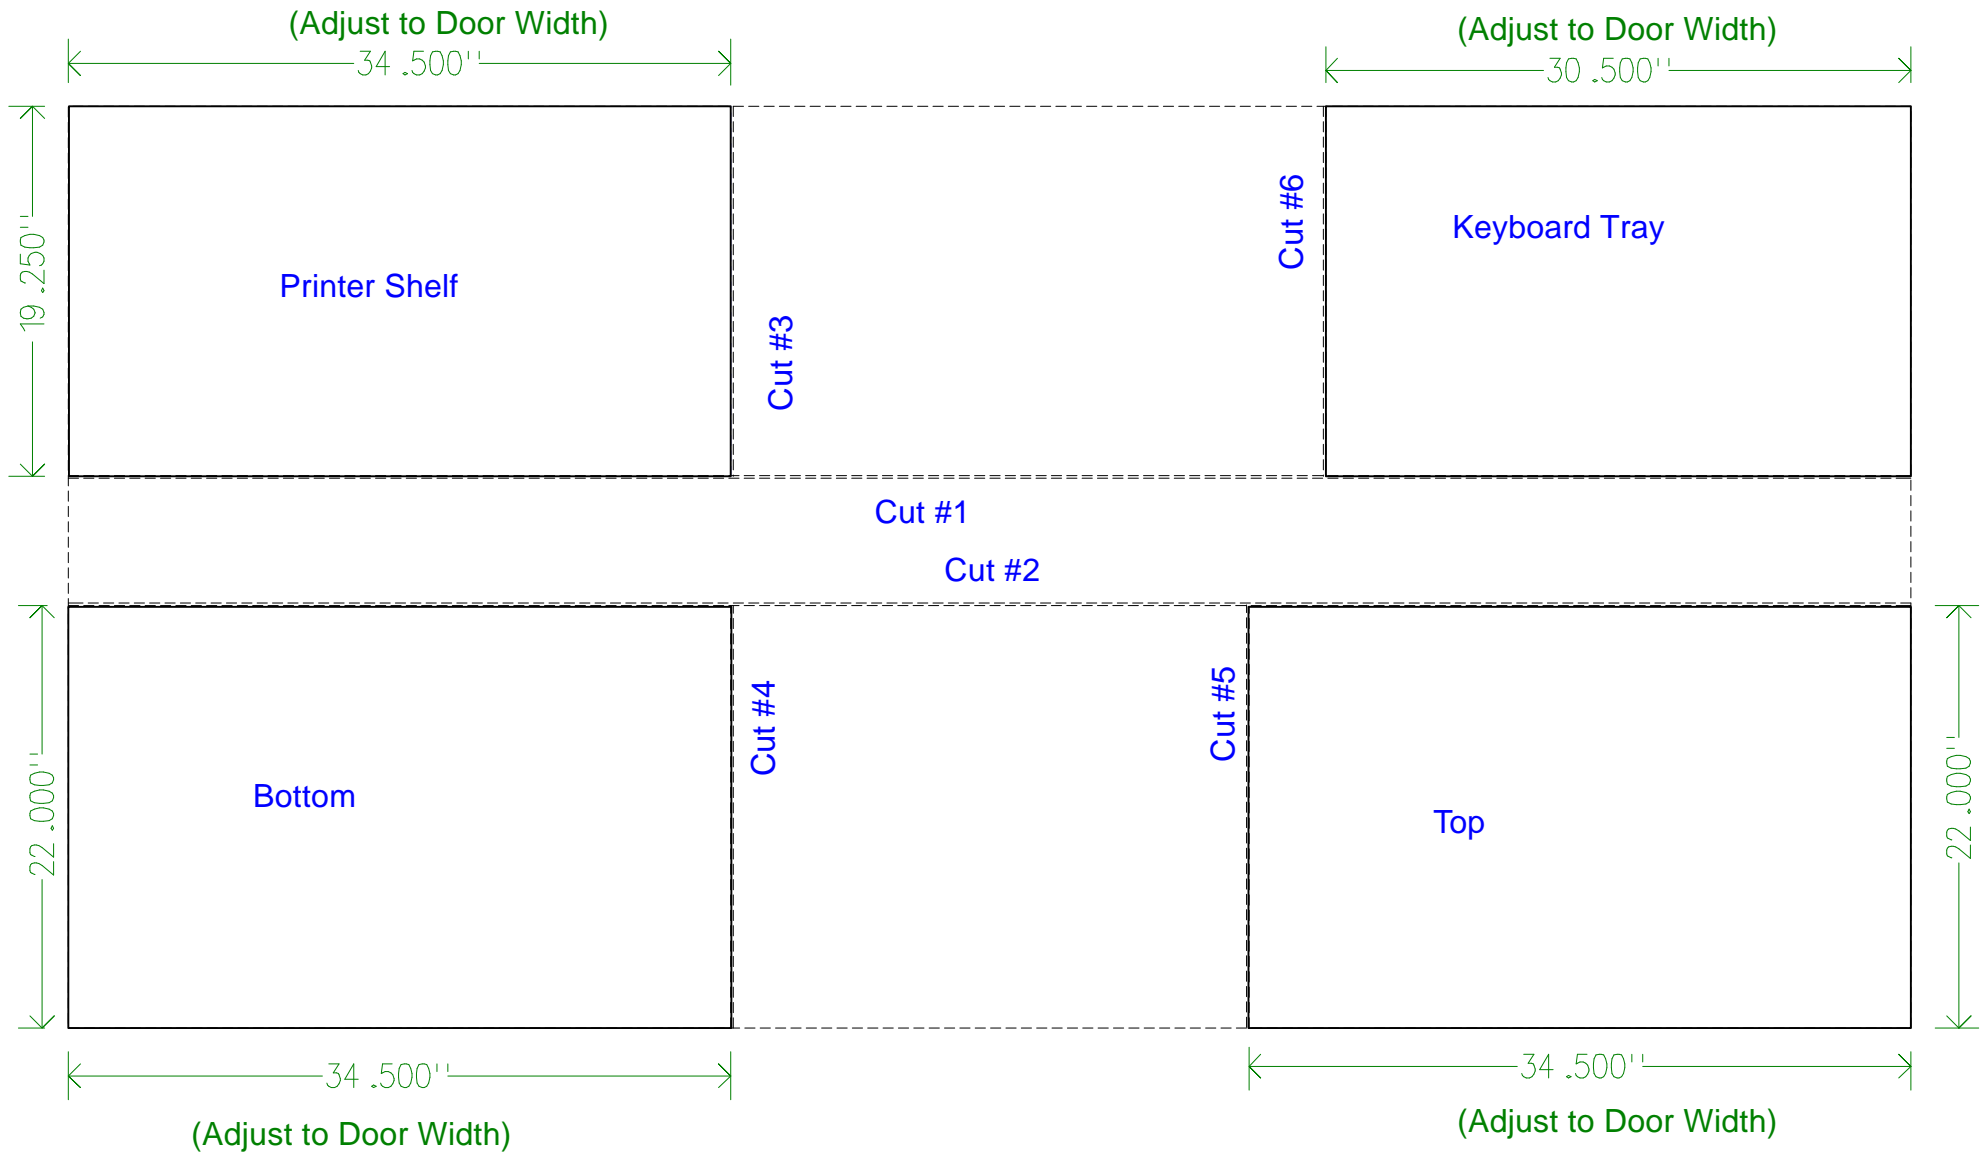 (Adjust to Door Width)
(Adjust to Door Width)
34 .500''
30 .500''
19 .250''
Printer Shelf
Cut #3
Cut #6
Keyboard Tray
Cut #1
Cut #2
22 .000''
Bottom
Cut #4
Cut #5
Top
22 .000''
34 .500''
34 .500''
(Adjust to Door Width)
(Adjust to Door Width)